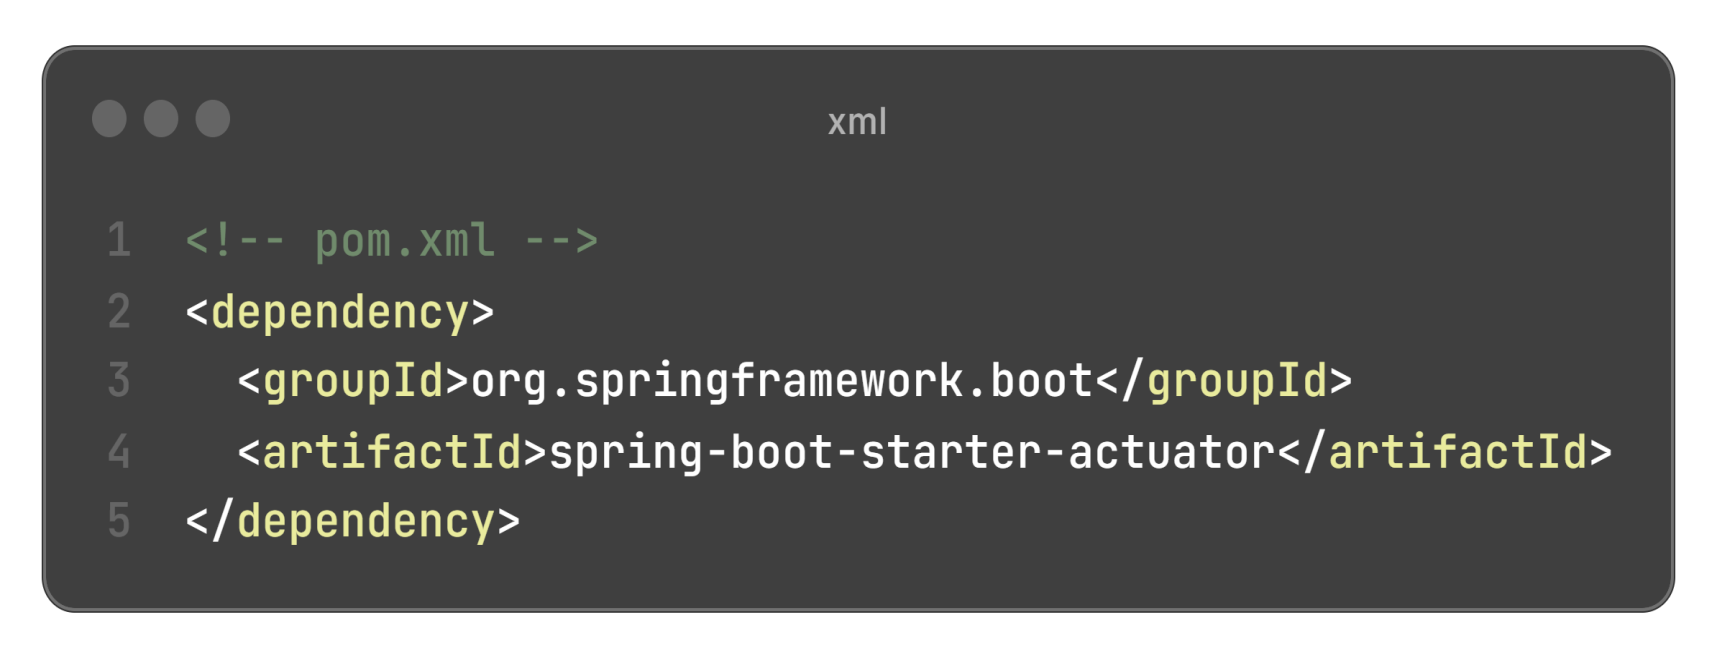 xml
1 <!-- pom.xml -->
2 <dependency>
3   <groupId>org.springframework.boot</groupId>
4   <artifactId>spring-boot-starter-actuator</artifactId>
5 </dependency>